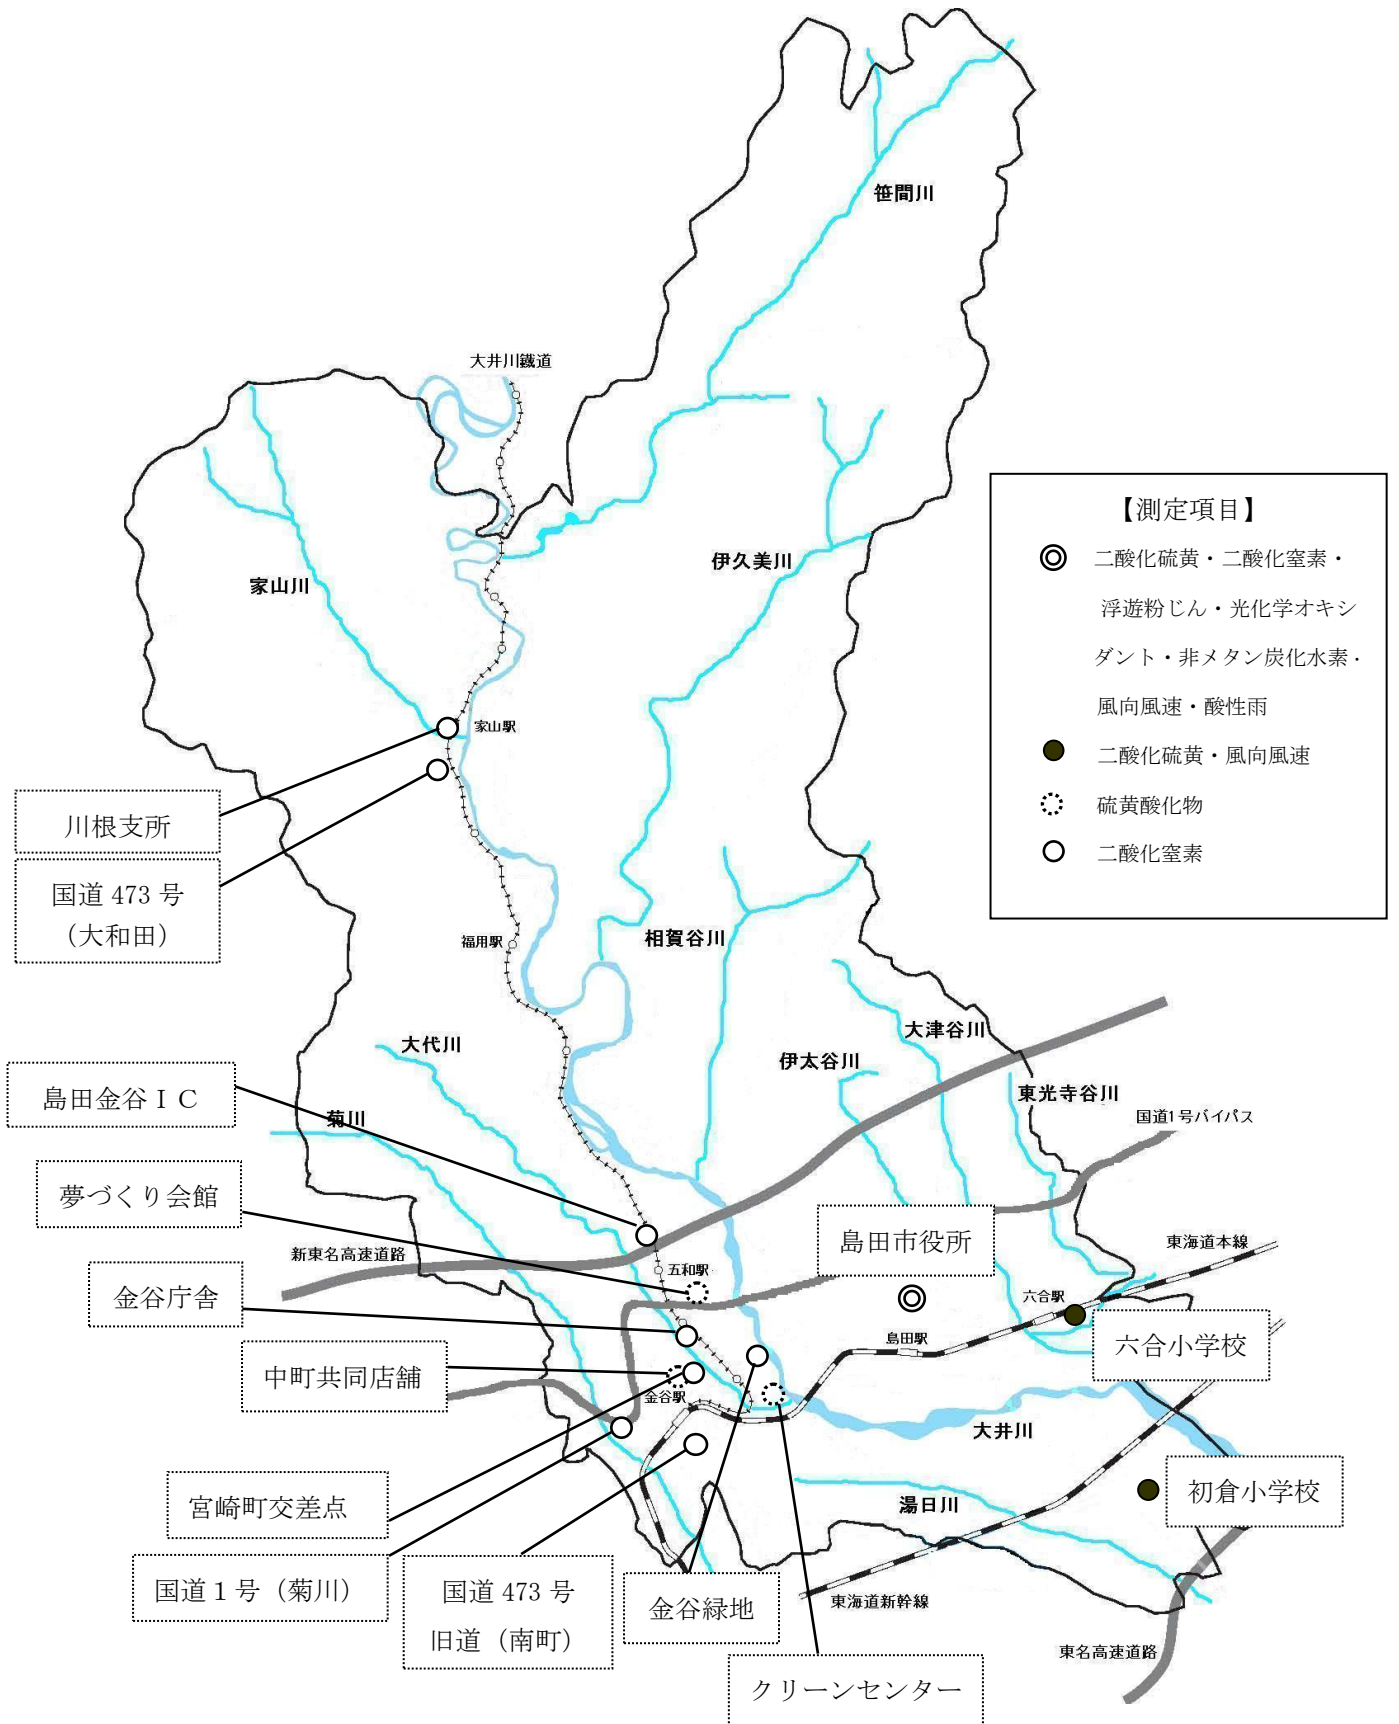 笹間川
大井川鐵道
【測定項目】
二酸化硫黄・二酸化窒素・
浮遊粉じん・光化学オキシ
ダント・非メタン炭化水素・
風向風速・酸性雨
二酸化硫黄・風向風速
硫黄酸化物
二酸化窒素
伊久美川
家山川
家山駅
川根支所
国道 473 号
（大和田）
福用駅
相賀谷川
大津谷川
大代川
伊太谷川
島田金谷ＩＣ
東光寺谷川
菊川
国道1号バイパス
夢づくり会館
島田市役所
新東名高速道路
東海道本線
五和駅
金谷庁舎
六合駅
島田駅
六合小学校
中町共同店舗
金谷駅
大井川
宮崎町交差点
湯日川
初倉小学校
国道１号（菊川）
国道 473 号
旧道（南町）
金谷緑地
東海道新幹線
東名高速道路
クリーンセンター